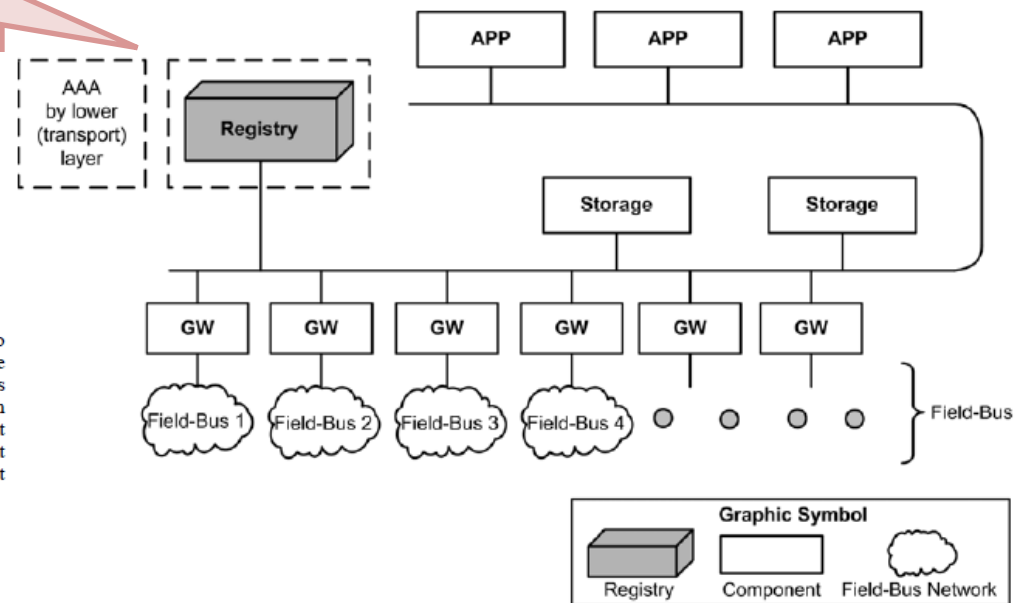 APP
APP
APP
AAA
by lower
(transport)
layer
Registry
Storage
Storage
GW
GW
GW
GW
GW
GW
Field-Bus 1
Field-Bus 2
Field-Bus 3
Field-Bus 4
Field-Bus
Graphic Symbol
Registry
Component
Field-Bus Network